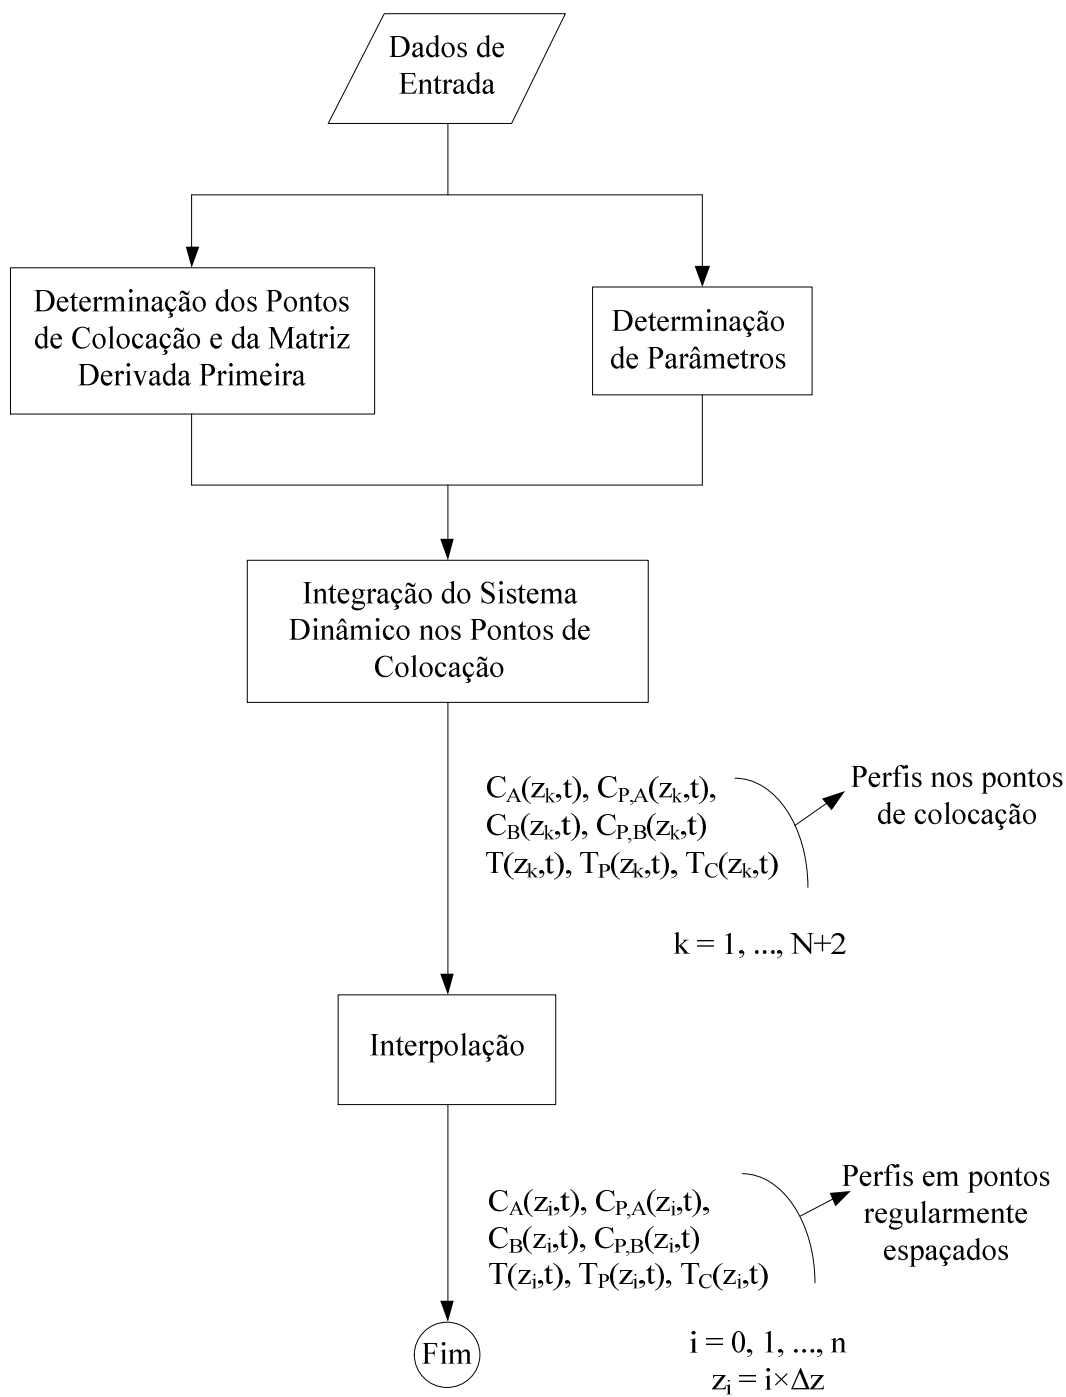 Dados de
Entrada
Determinação dos Pontos
de Colocação e da Matriz
Derivada Primeira
Determinação
de Parâmetros
Integração do Sistema
Dinâmico nos Pontos de
Colocação
C_A(z_k,t), C_P,A(z_k,t),
C_B(z_k,t), C_P,B(z_k,t)
T(z_k,t), T_P(z_k,t), T_C(z_k,t)
Perfis nos pontos
de colocação
k = 1, ..., N+2
Interpolação
C_A(z_i,t), C_P,A(z_i,t),
C_B(z_i,t), C_P,B(z_i,t)
T(z_i,t), T_P(z_i,t), T_C(z_i,t)
Perfis em pontos
regularmente
espaçados
i = 0, 1, ..., n
z_i = i×Δz
Fim